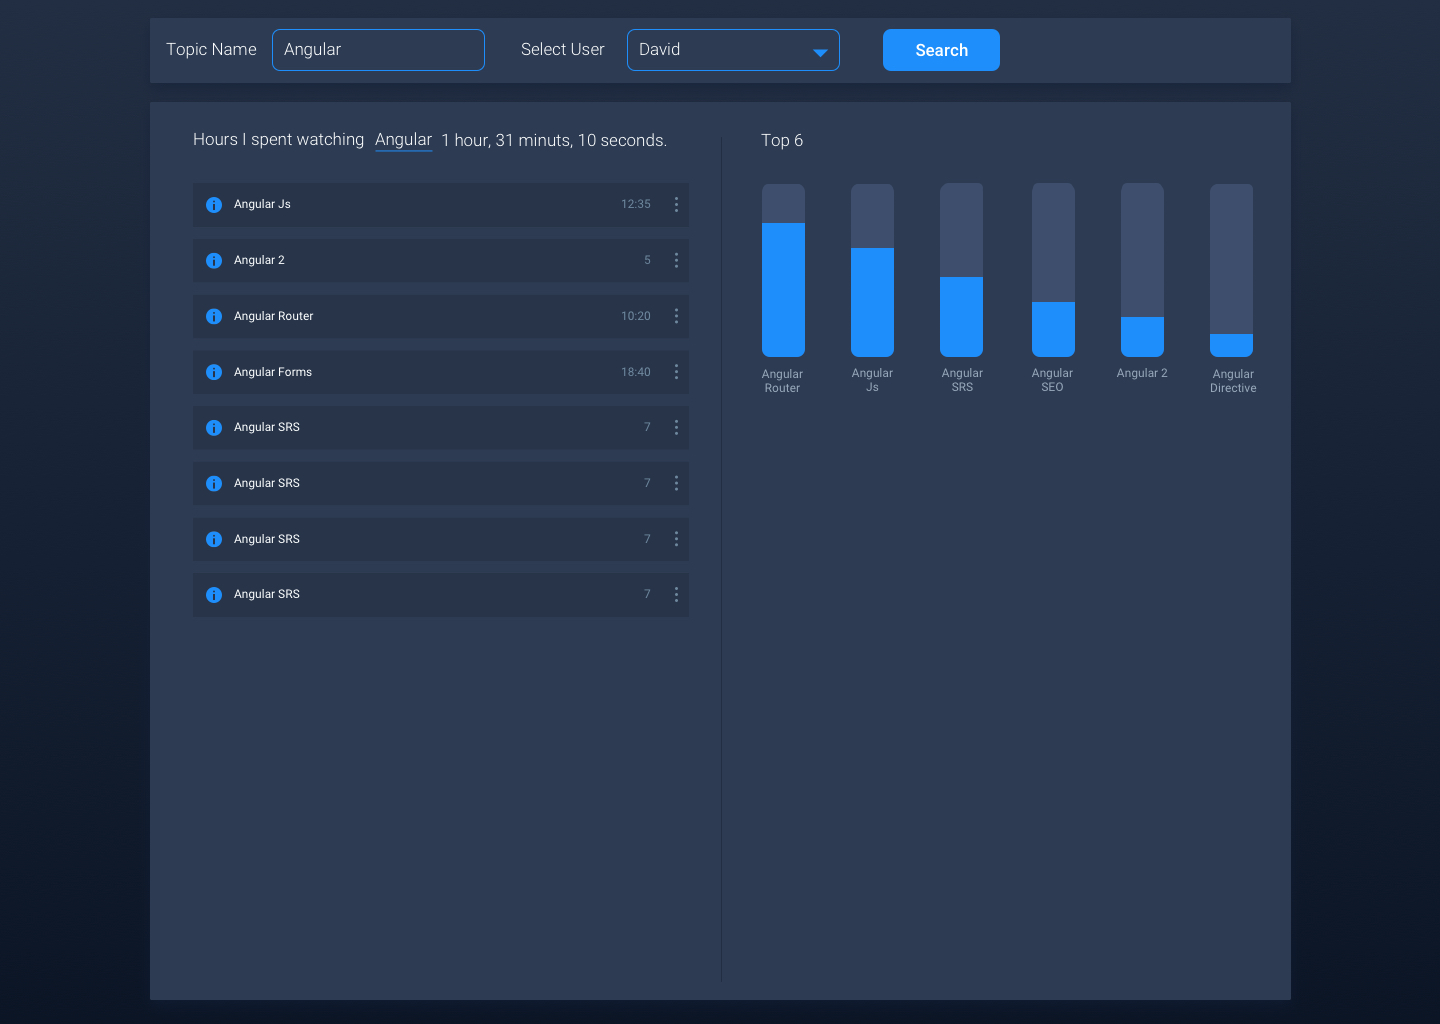 Topic Name Angular Select User David Search
Hours I spent watching Angular 1 hour, 31 minuts, 10 seconds.
Angular Js 12:35
Angular 2 5
Angular Router 10:20
Angular Forms 18:40
Angular SRS 7
Angular SRS 7
Angular SRS 7
Angular SRS 7
Top 6
Angular
Router
Angular
Js
Angular
SRS
Angular
SEO
Angular 2
Angular
Directive